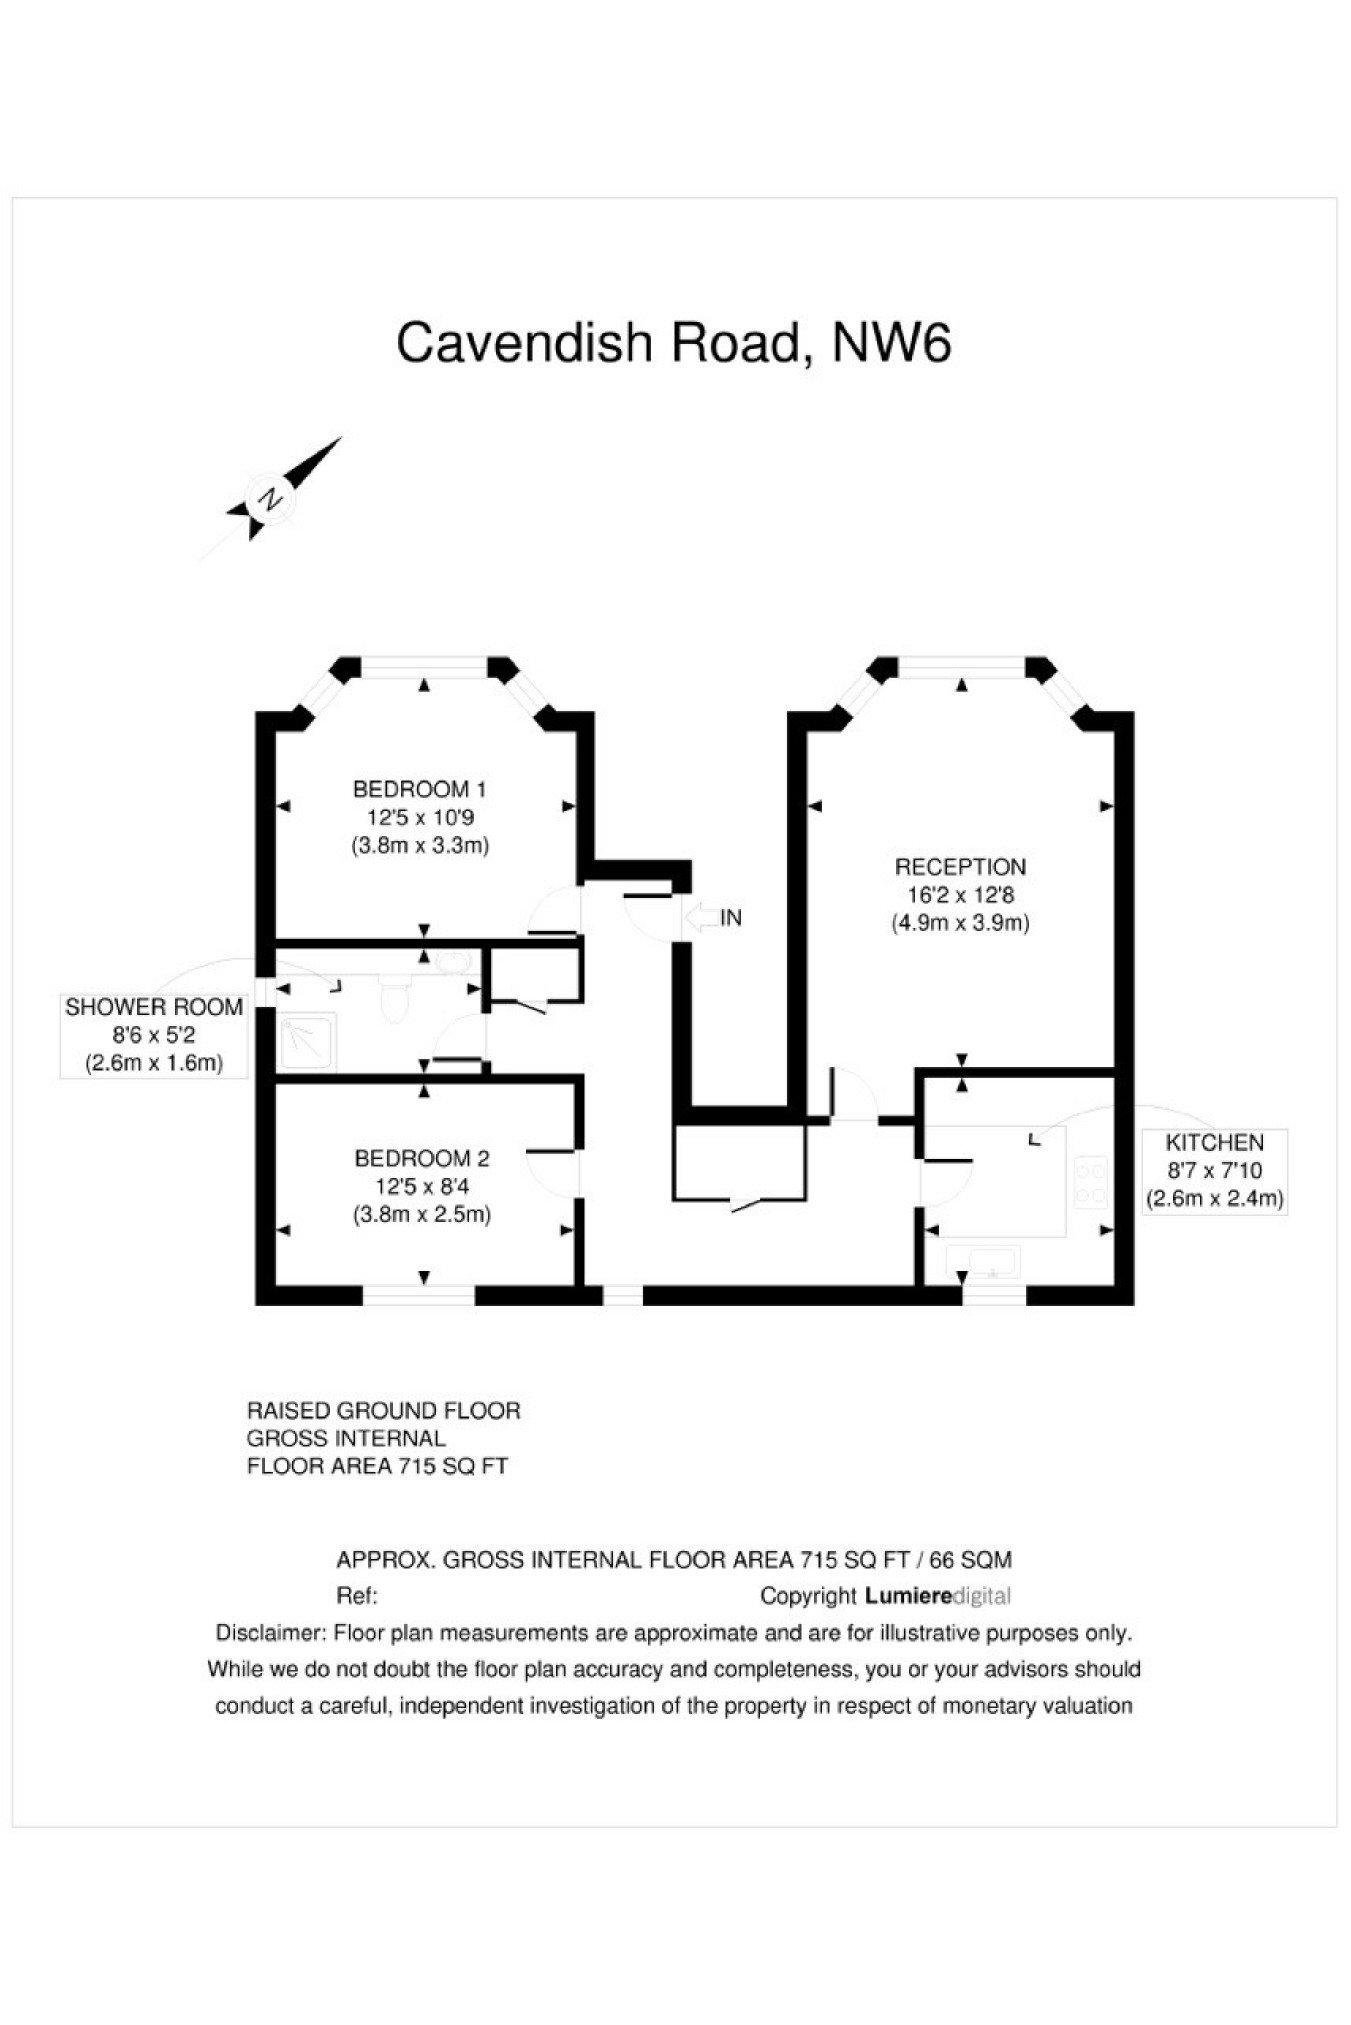 Cavendish Road, NW6
N
BEDROOM 1
12'5 x 10'9
(3.8m x 3.3m)
RECEPTION
16'2 x 12'8
(4.9m x 3.9m)
IN
SHOWER ROOM
8'6 x 5'2
(2.6m x 1.6m)
BEDROOM 2
12'5 x 8'4
(3.8m x 2.5m)
KITCHEN
8'7 x 7'10
(2.6m x 2.4m)
RAISED GROUND FLOOR
GROSS INTERNAL
FLOOR AREA 715 SQ FT
APPROX. GROSS INTERNAL FLOOR AREA 715 SQ FT / 66 SQM
Ref:
Copyright Lumieredigital
Disclaimer: Floor plan measurements are approximate and are for illustrative purposes only.
While we do not doubt the floor plan accuracy and completeness, you or your advisors should
conduct a careful, independent investigation of the property in respect of monetary valuation